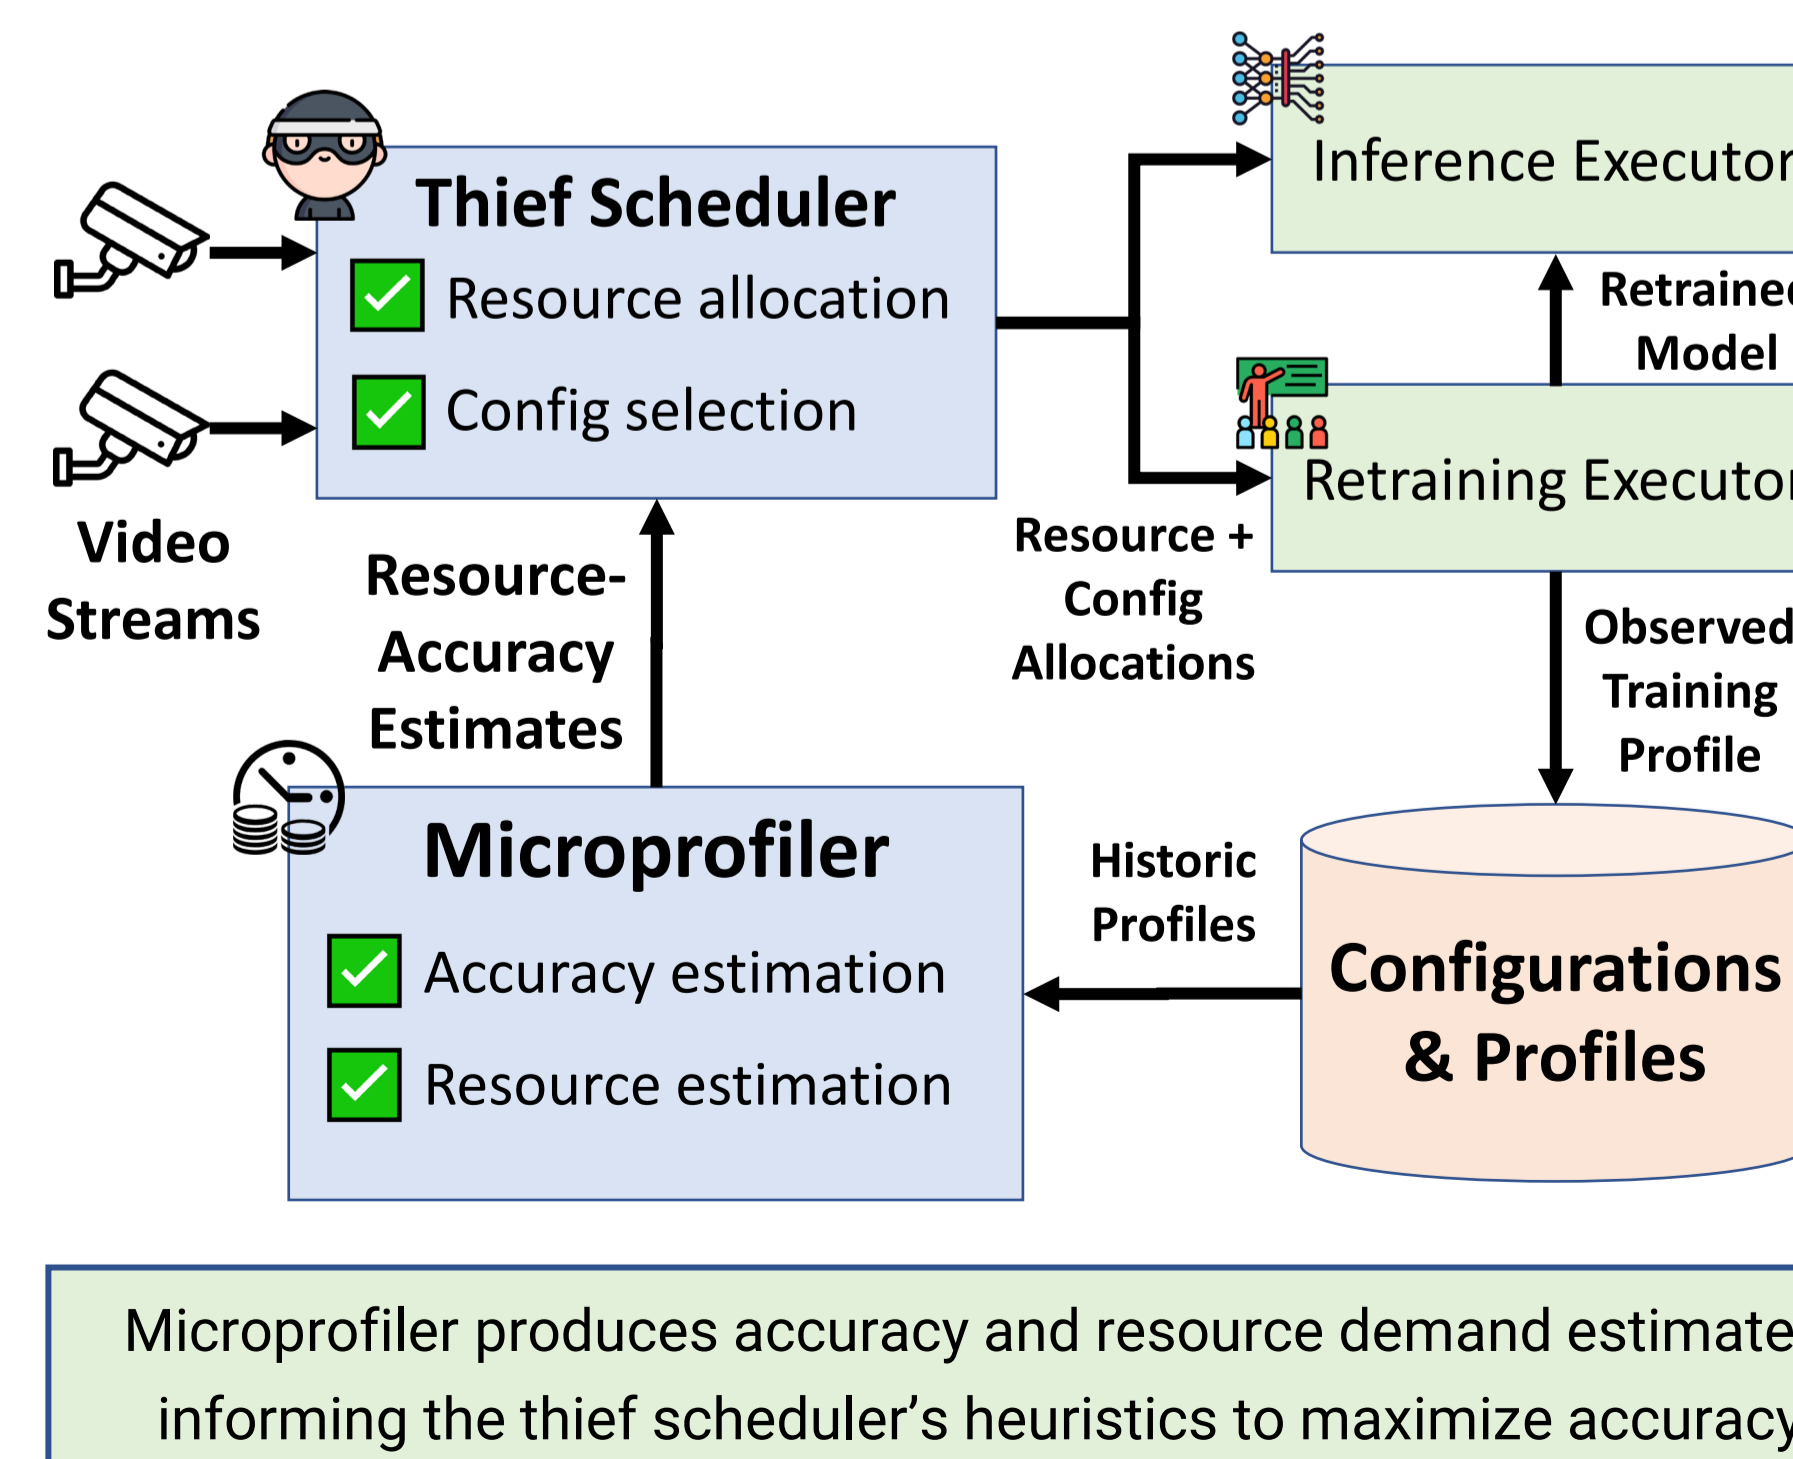 Thief Scheduler
Resource allocation
Config selection
Video
Streams
Resource-
Accuracy
Estimates
Microprofiler
Accuracy estimation
Resource estimation
Inference Executor
Retrained
Model
Retraining Executor
Resource +
Config
Allocations
Observed
Training
Profile
Historic
Profiles
Configurations
& Profiles
Microprofiler produces accuracy and resource demand estimate
informing the thief scheduler’s heuristics to maximize accuracy